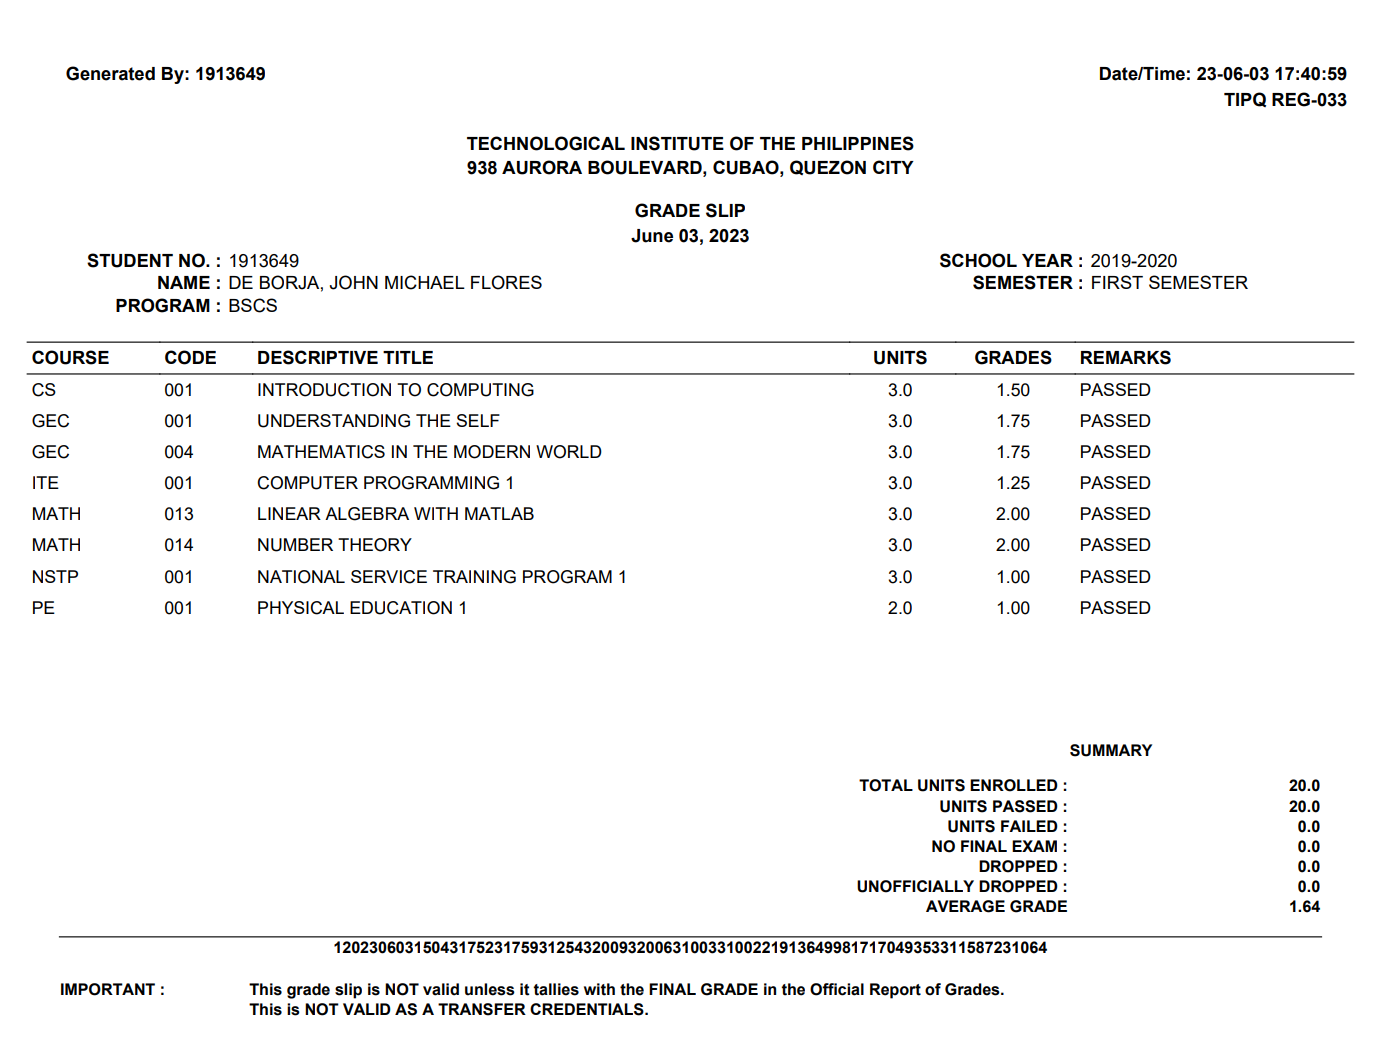 Generated By: 1913649 Date/Time: 23-06-03 17:40:59
TIPQ REG-033
TECHNOLOGICAL INSTITUTE OF THE PHILIPPINES
938 AURORA BOULEVARD, CUBAO, QUEZON CITY
GRADE SLIP
June 03, 2023
STUDENT NO. : 1913649 SCHOOL YEAR : 2019-2020
NAME : DE BORJA, JOHN MICHAEL FLORES SEMESTER : FIRST SEMESTER
PROGRAM : BSCS
COURSE CODE DESCRIPTIVE TITLE UNITS GRADES REMARKS
CS 001 INTRODUCTION TO COMPUTING 3.0 1.50 PASSED
GEC 001 UNDERSTANDING THE SELF 3.0 1.75 PASSED
GEC 004 MATHEMATICS IN THE MODERN WORLD 3.0 1.75 PASSED
ITE 001 COMPUTER PROGRAMMING 1 3.0 1.25 PASSED
MATH 013 LINEAR ALGEBRA WITH MATLAB 3.0 2.00 PASSED
MATH 014 NUMBER THEORY 3.0 2.00 PASSED
NSTP 001 NATIONAL SERVICE TRAINING PROGRAM 1 3.0 1.00 PASSED
PE 001 PHYSICAL EDUCATION 1 2.0 1.00 PASSED
SUMMARY
TOTAL UNITS ENROLLED : 20.0
UNITS PASSED : 20.0
UNITS FAILED : 0.0
NO FINAL EXAM : 0.0
DROPPED : 0.0
UNOFFICIALLY DROPPED : 0.0
AVERAGE GRADE 1.64
12023060315043175231759312543200932006310033100221913649981717049353311587231064
IMPORTANT : This grade slip is NOT valid unless it tallies with the FINAL GRADE in the Official Report of Grades.
This is NOT VALID AS A TRANSFER CREDENTIALS.